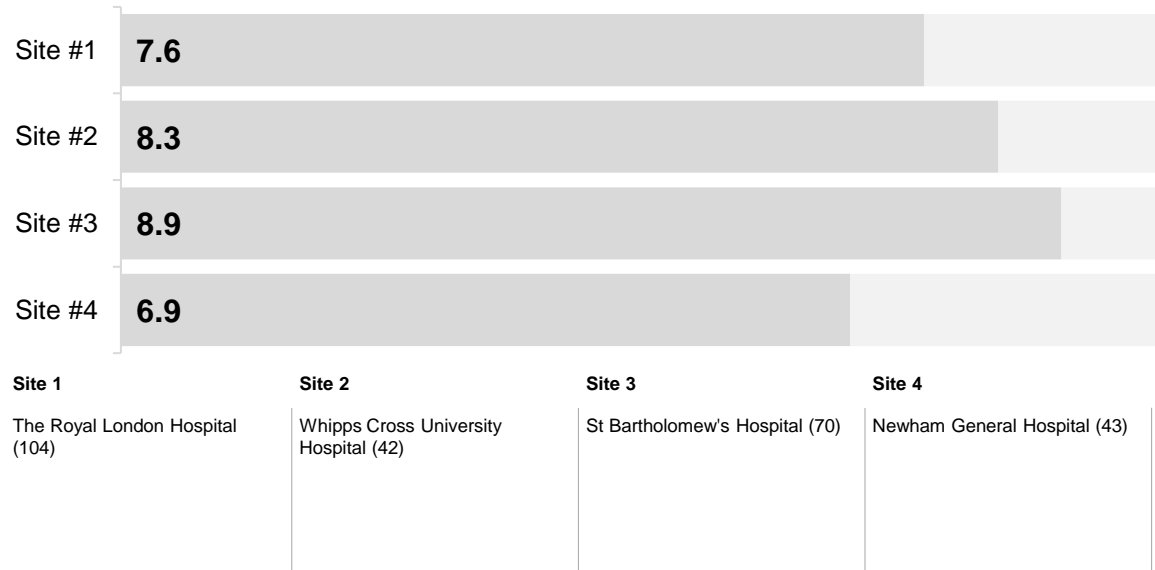 Site #1 7.6
Site #2 8.3
Site #3 8.9
Site #4 6.9
Site 1
The Royal London Hospital
(104)
Site 2
Whipps Cross University
Hospital (42)
Site 3
St Bartholomew's Hospital (70)
Site 4
Newham General Hospital (43)